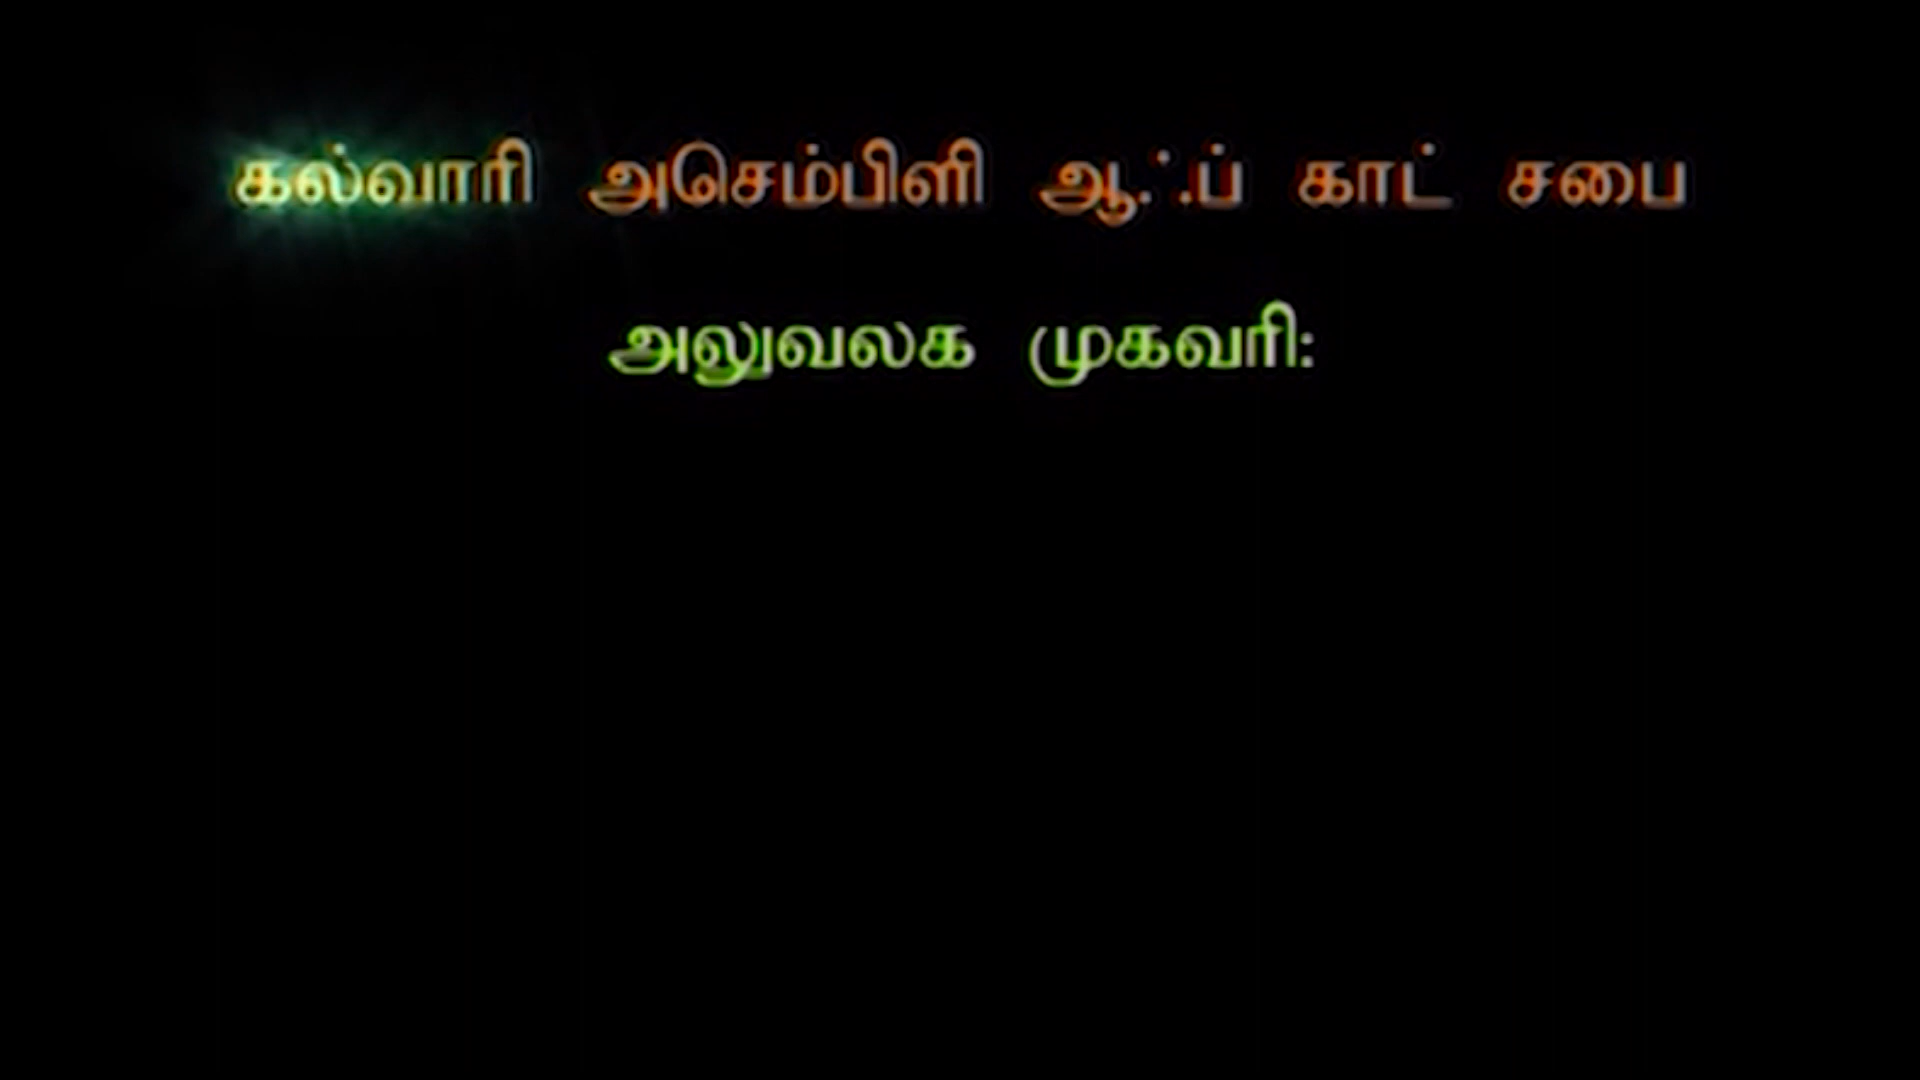 கல்வாரி அசெம்பிளி ஆஃப் காட் சபை
அலுவலக முகவரி: